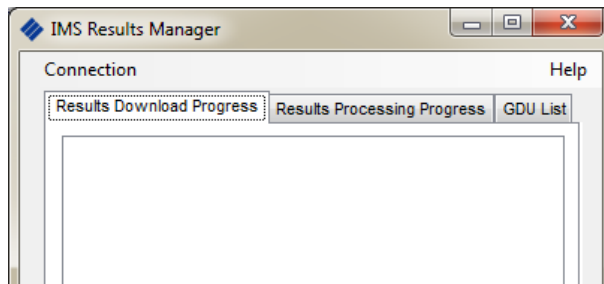 IMS Results Manager
Connection Help
Results Download Progress Results Processing Progress GDU List